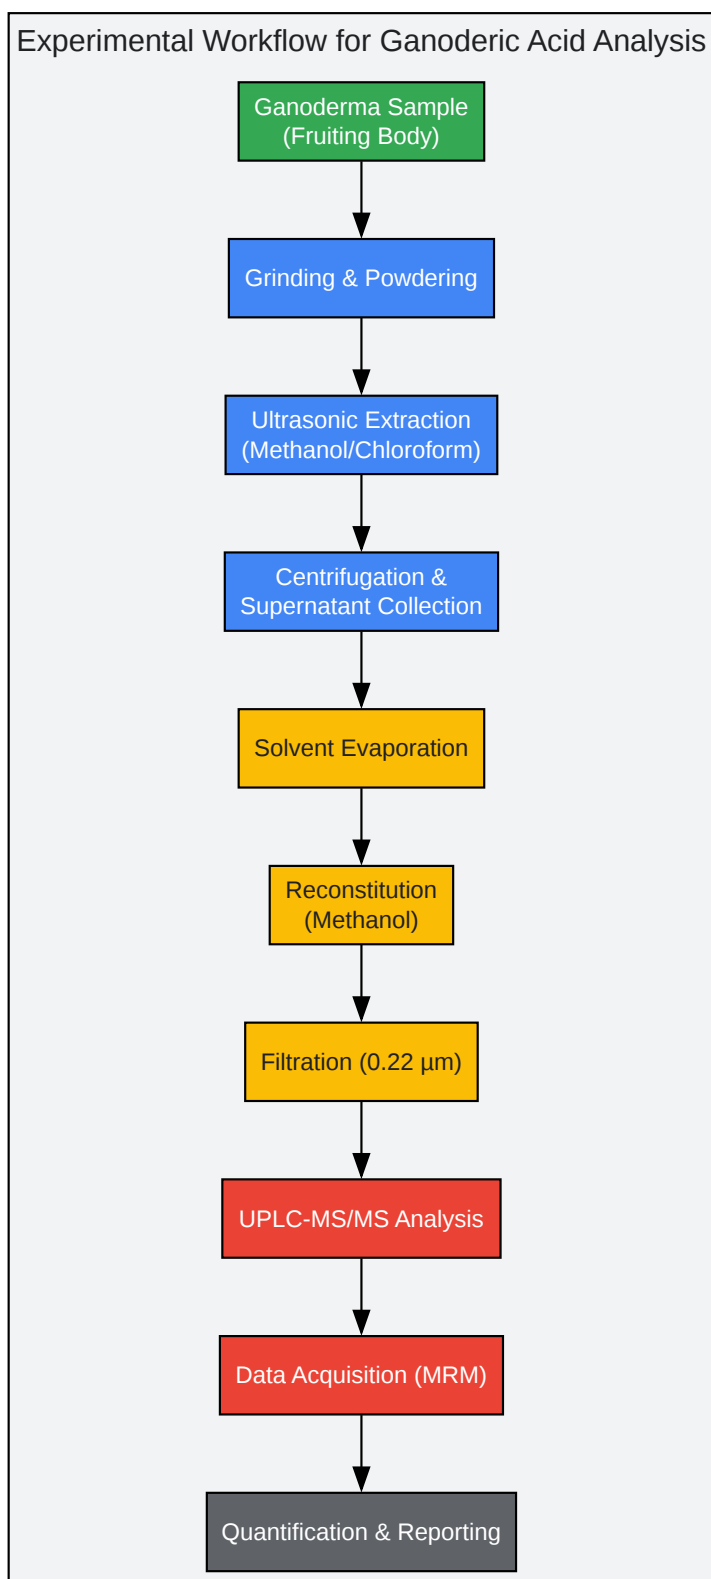 Experimental Workflow for Ganoderic Acid Analysis
Ganoderma Sample
(Fruiting Body)
Grinding & Powdering
Ultrasonic Extraction
(Methanol/Chloroform)
Centrifugation &
Supernatant Collection
Solvent Evaporation
Reconstitution
(Methanol)
Filtration (0.22 µm)
UPLC-MS/MS Analysis
Data Acquisition (MRM)
Quantification & Reporting